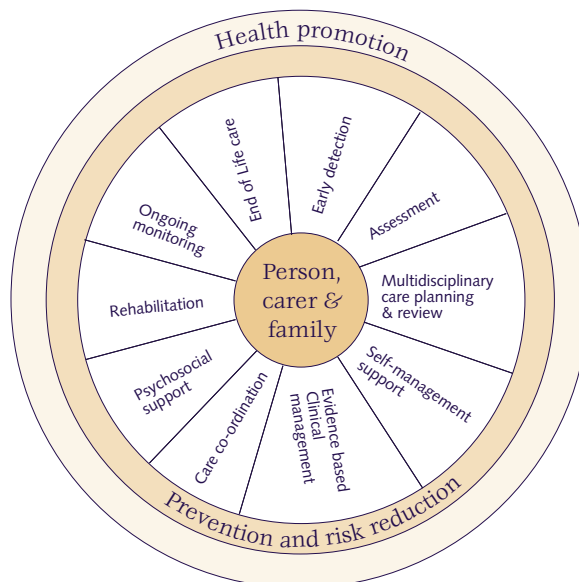 Health promotion
Early detection
Assessment
Multidisciplinary
care planning
& review
Self-management
support
Evidence based
Clinical
management
Care co-ordination
Psychosocial
support
Rehabilitation
Ongoing
monitoring
End of Life care
Person,
carer &
family
Prevention and risk reduction